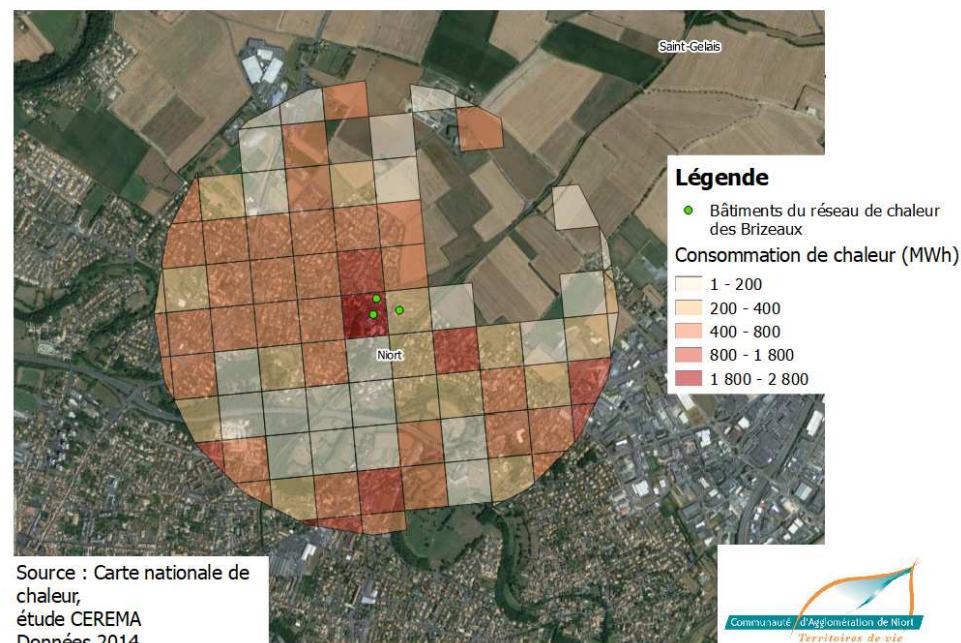 Saint-Gelais
Niort
Légende
Bâtiments du réseau de chaleur
des Brizeaux
Consommation de chaleur (MWh)
1 - 200
200 - 400
400 - 800
800 - 1 800
1 800 - 2 800
Source : Carte nationale de
chaleur,
étude CEREMA
Données 2014
Communauté d'Agglomération de Niort
Territoires de vie